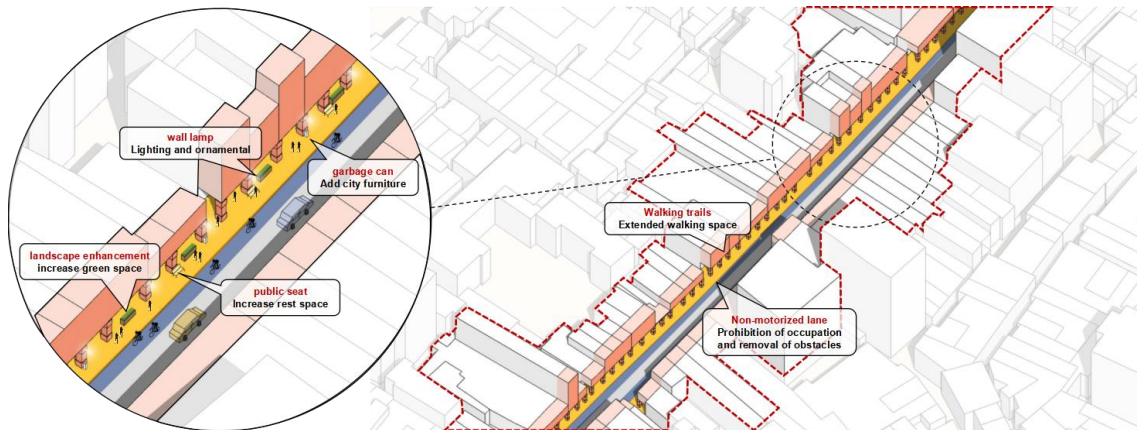 wall lamp
Lighting and ornamental
garbage can
Add city furniture
landscape enhancement
increase green space
public seat
Increase rest space
Walking trails
Extended walking space
Non-motorized lane
Prohibition of occupation
and removal of obstacles